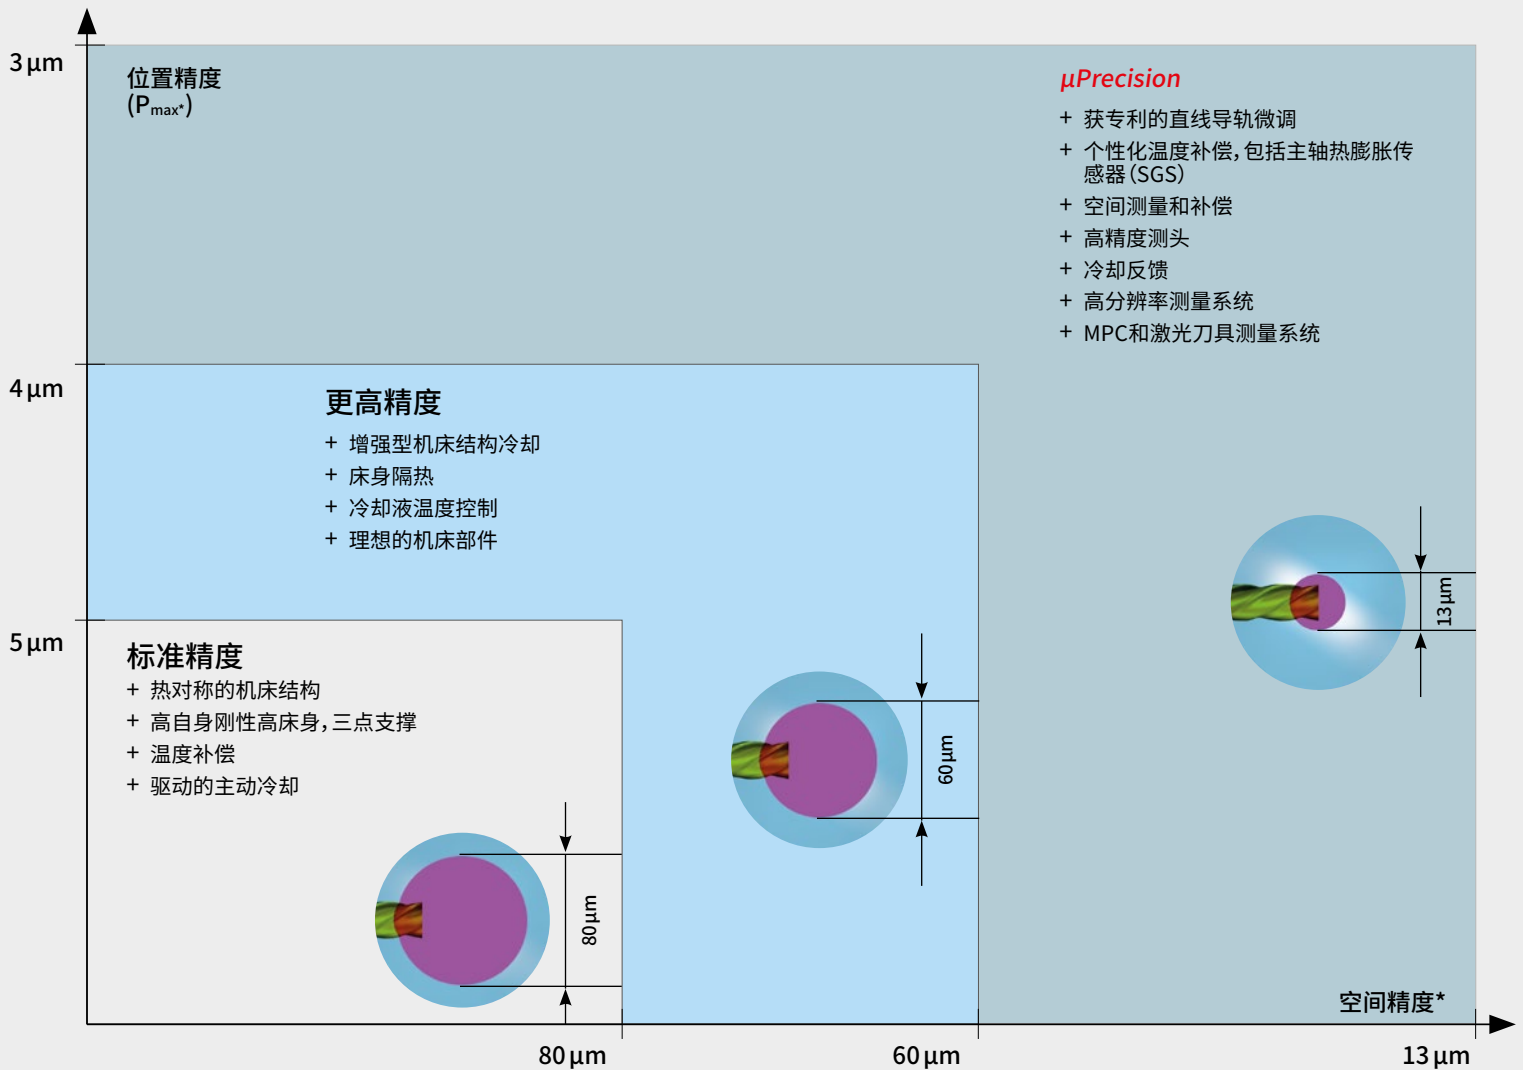 3 µm
位置精度
(Pmax*)
µPrecision
+ 获专利的直线导轨微调
+ 个性化温度补偿,包括主轴热膨胀传
感器(SGS)
+ 空间测量和补偿
+ 高精度测头
+ 冷却反馈
+ 高分辨率测量系统
+ MPC和激光刀具测量系统
4 µm
更高精度
+ 增强型机床结构冷却
+ 床身隔热
+ 冷却液温度控制
+ 理想的机床部件
5 µm
标准精度
+ 热对称的机床结构
+ 高自身刚性高床身,三点支撑
+ 温度补偿
+ 驱动的主动冷却
13 µm
60 µm
80 µm
空间精度*
80 µm
60 µm
13 µm